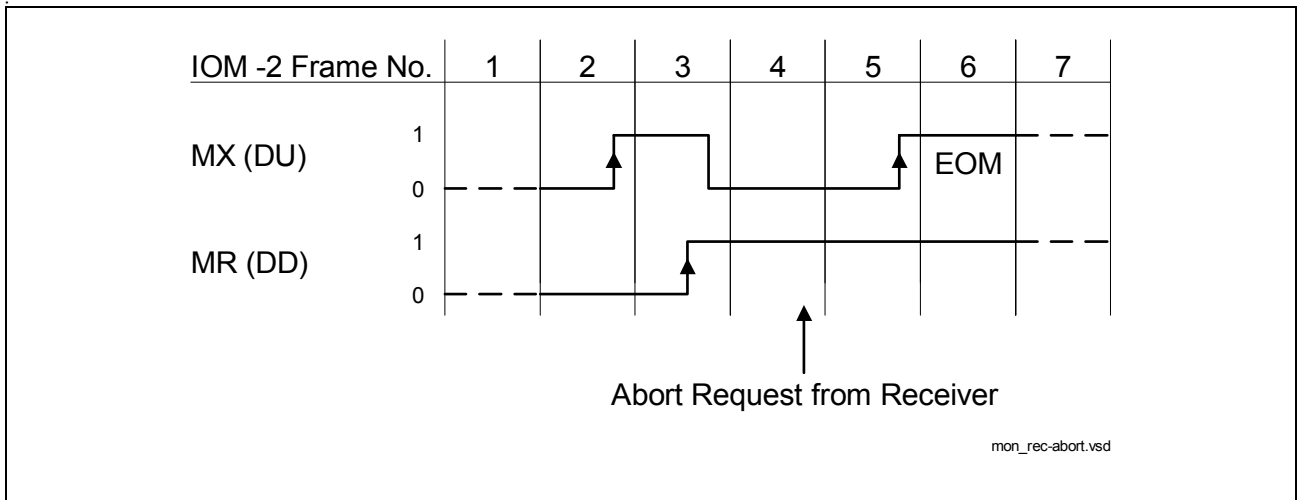 IOM -2 Frame No. 1 2 3 4 5 6 7
1
MX (DU)
EOM
0
1
MR (DD)
0
Abort Request from Receiver
mon_rec-abort.vsd